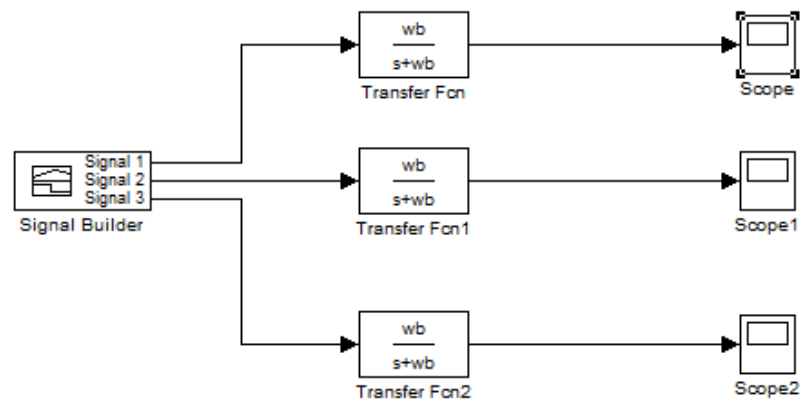 wb
s+wb
Transfer Fcn
Scope
Signal 1
Signal 2
Signal 3
Signal Builder
wb
s+wb
Transfer Fcn1
Scope1
wb
s+wb
Transfer Fcn2
Scope2